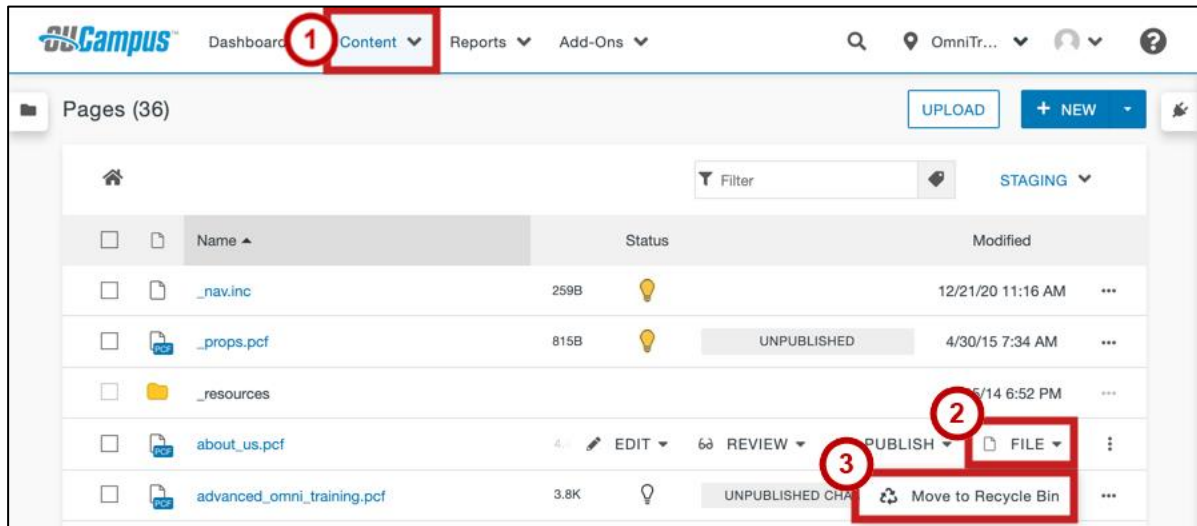 OU Campus Dashboard 1 Content Reports Add-Ons OmniTr...
Pages (36) UPLOAD + NEW
Filter STAGING
Name Status Modified
_nav.inc 259B 12/21/20 11:16 AM
_props.pcf 815B UNPUBLISHED 4/30/15 7:34 AM
_resources 5/14 6:52 PM
2
about_us.pcf EDIT REVIEW PUBLISH FILE
3
advanced_omni_training.pcf 3.8K UNPUBLISHED CHA Move to Recycle Bin